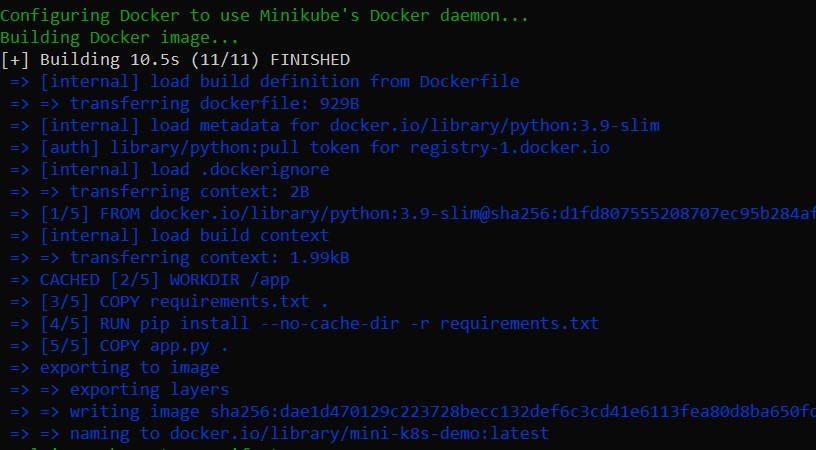 Configuring Docker to use Minikube's Docker daemon...
Building Docker image...
[+] Building 10.5s (11/11) FINISHED
=> [internal] load build definition from Dockerfile
=> => transferring dockerfile: 929B
=> [internal] load metadata for docker.io/library/python:3.9-slim
=> [auth] library/python:pull token for registry-1.docker.io
=> [internal] load .dockerignore
=> => transferring context: 2B
=> [1/5] FROM docker.io/library/python:3.9-slim@sha256:d1fd807555208707ec95b284af
=> [internal] load build context
=> => transferring context: 1.99kB
=> CACHED [2/5] WORKDIR /app
=> [3/5] COPY requirements.txt .
=> [4/5] RUN pip install --no-cache-dir -r requirements.txt
=> [5/5] COPY app.py .
=> exporting to image
=> => exporting layers
=> => writing image sha256:dae1d470129c223728becc132def6c3cd41e6113fea80d8ba650fd
=> => naming to docker.io/library/mini-k8s-demo:latest